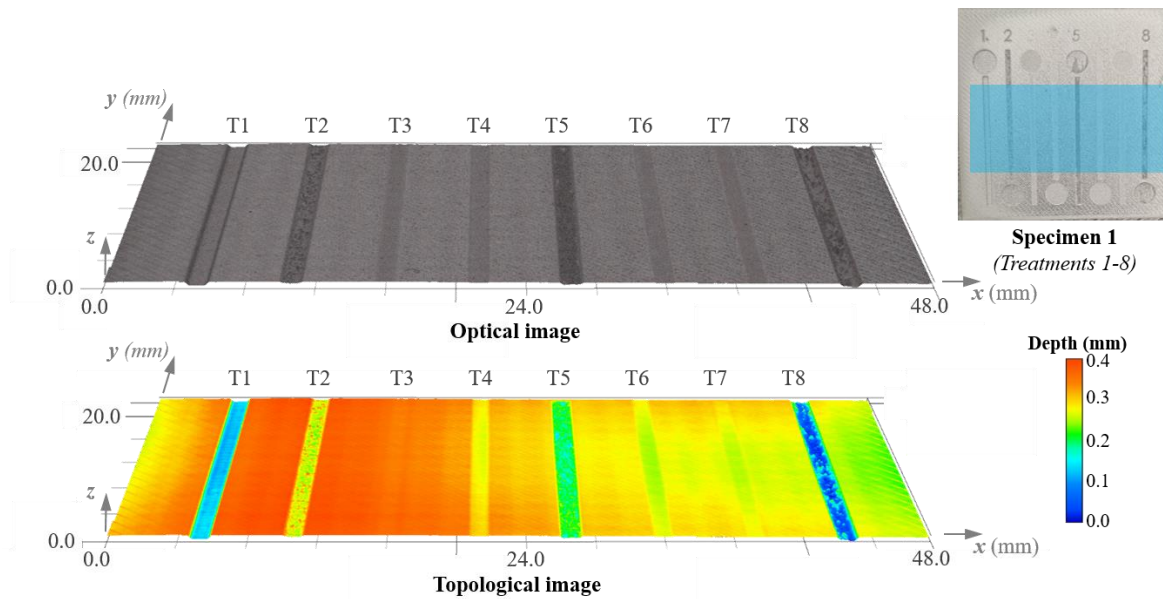 y (mm)
T1 T2 T3 T4 T5 T6 T7 T8
20.0
z
0.0
0.0 24.0 48.0
x (mm)
Optical image
1. 2 5 8
Specimen 1
(Treatments 1-8)
y (mm)
T1 T2 T3 T4 T5 T6 T7 T8
20.0
z
0.0
0.0 24.0 48.0
x (mm)
Topological image
Depth (mm)
0.4
0.3
0.2
0.1
0.0